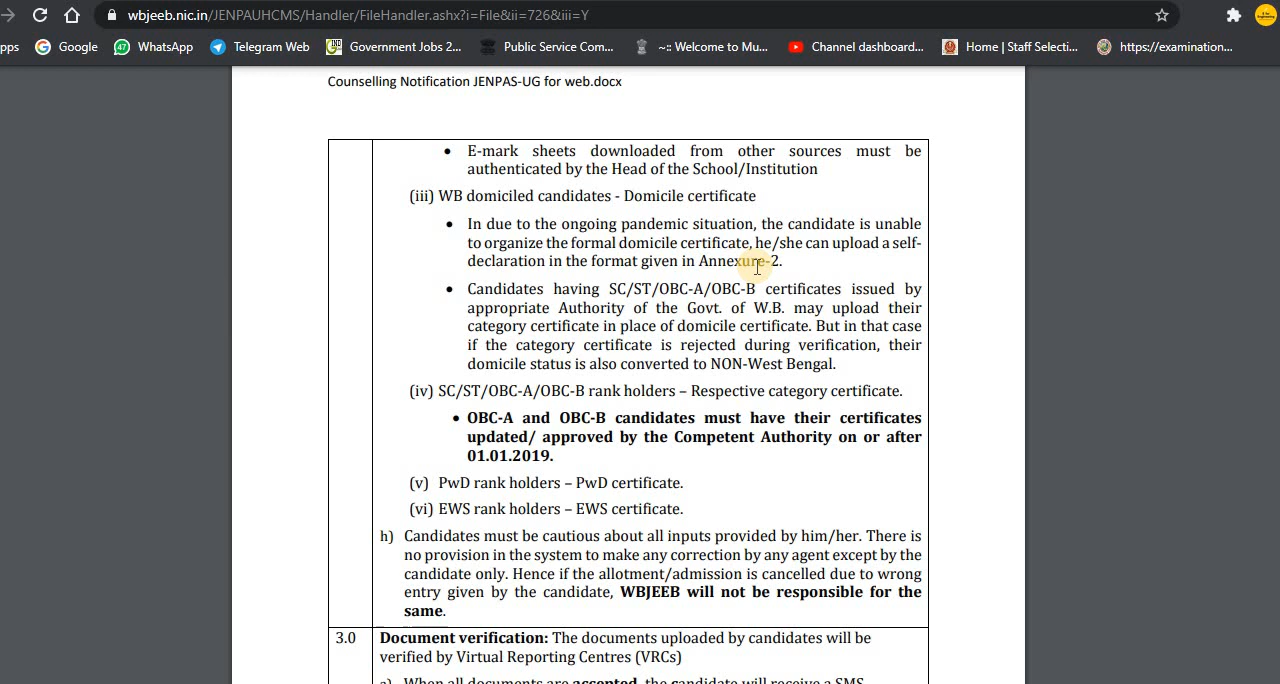 wbjeeb.nic.in/JENPAUHCMS/Handler/FileHandler.ashx?i=File&ii=726&iii=Y
pps Google 47 WhatsApp Telegram Web IND Government Jobs 2... Public Service Com... ~:: Welcome to Mu... Channel dashboard... Home | Staff Selecti... https://examination...
Counselling Notification JENPAS-UG for web.docx
• E-mark sheets downloaded from other sources must be
authenticated by the Head of the School/Institution
(iii) WB domiciled candidates - Domicile certificate
• In due to the ongoing pandemic situation, the candidate is unable
to organize the formal domicile certificate, he/she can upload a self-
declaration in the format given in Annexure-2.
• Candidates having SC/ST/OBC-A/OBC-B certificates issued by
appropriate Authority of the Govt. of W.B. may upload their
category certificate in place of domicile certificate. But in that case
if the category certificate is rejected during verification, their
domicile status is also converted to NON-West Bengal.
(iv) SC/ST/OBC-A/OBC-B rank holders – Respective category certificate.
• OBC-A and OBC-B candidates must have their certificates
updated/ approved by the Competent Authority on or after
01.01.2019.
(v) PwD rank holders – PwD certificate.
(vi) EWS rank holders – EWS certificate.
h) Candidates must be cautious about all inputs provided by him/her. There is
no provision in the system to make any correction by any agent except by the
candidate only. Hence if the allotment/admission is cancelled due to wrong
entry given by the candidate, WBJEEB will not be responsible for the
same.
3.0 Document verification: The documents uploaded by candidates will be
verified by Virtual Reporting Centres (VRCs)
a) When all documents are accepted, the candidate will receive a SMS